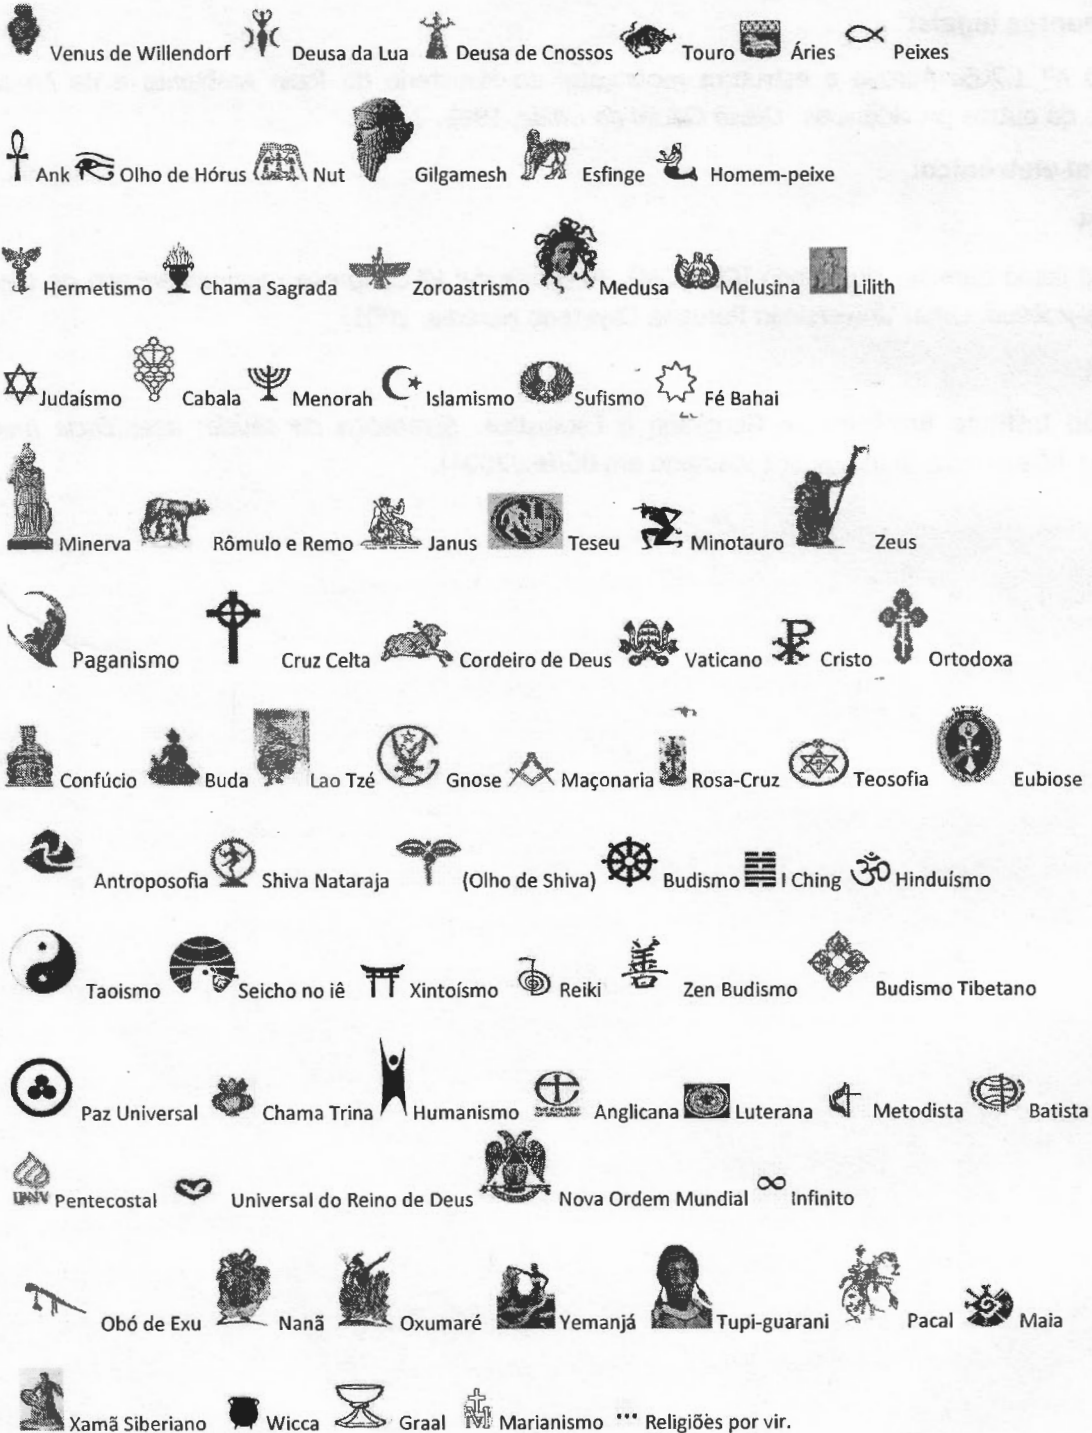 Venus de Willendorf Deusa da Lua Deusa de Cnossos Touro Áries Peixes
Ank Olho de Hórus Nut Gilgamesh Esfinge Homem-peixe
Hermetismo Chama Sagrada Zoroastrismo Medusa Melusina Lilith
Judaísmo Cabala Menorah Islamismo Sufismo Fé Bahai
Minerva Rômulo e Remo Janus Teseu Minotauro Zeus
Paganismo Cruz Celta Cordeiro de Deus Vaticano Cristo Ortodoxa
Confúcio Buda Lao Tzé Gnose Maçonaria Rosa-Cruz Teosofia Eubiose
Antroposofia Shiva Nataraja (Olho de Shiva) Budismo I Ching Hinduísmo
Taoismo Seicho no iê Xintoísmo Reiki 善 Zen Budismo Budismo Tibetano
Paz Universal Chama Trina Humanismo Anglicana Luterana Metodista Batista
THE CHURCH
OF ENGLAND
Pentecostal Universal do Reino de Deus Nova Ordem Mundial Infinito
Obó de Exu Nanã Oxumaré Yemanjá Tupi-guarani Pacal Maia
Xamã Siberiano Wicca Graal Marianismo ... Religiões por vir.